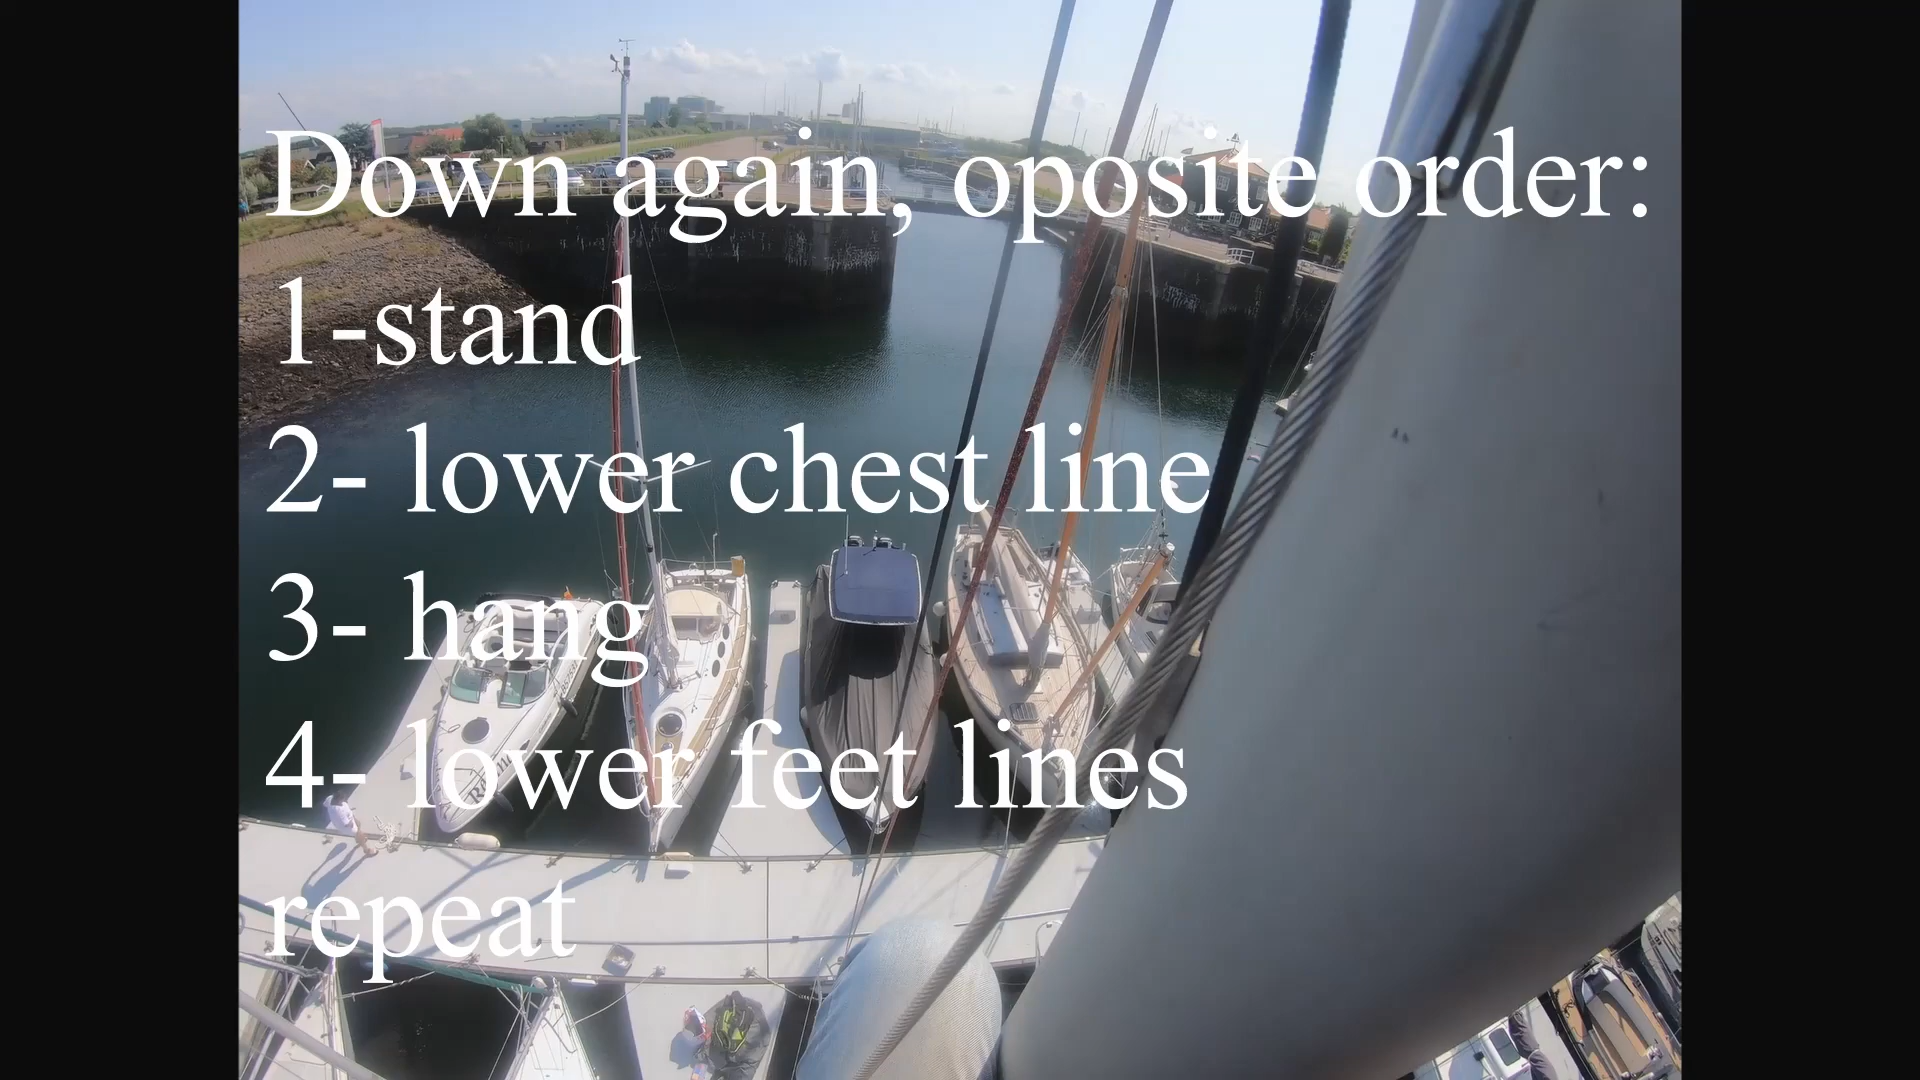 Down again, oposite order:
1-stand
2- lower chest line
3- hang
4- lower feet lines
repeat